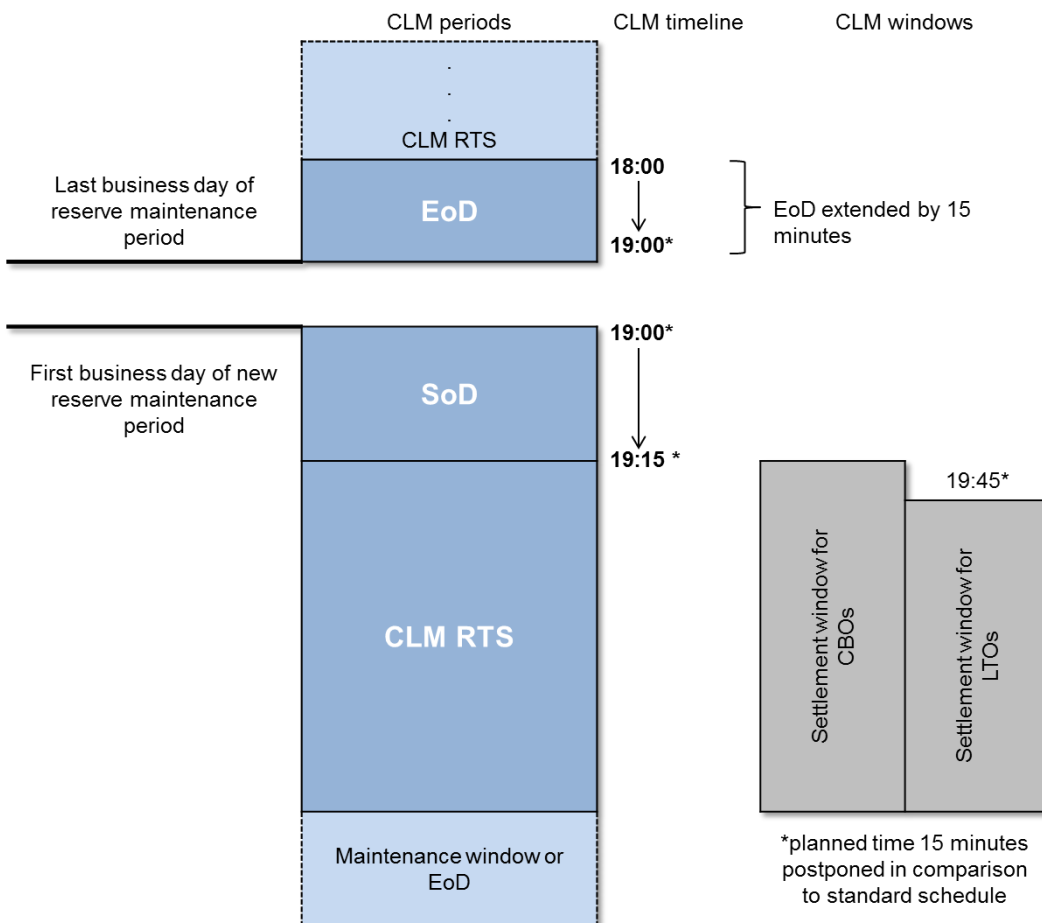 CLM periods
CLM timeline
CLM windows
.
.
.
CLM RTS
Last business day of
reserve maintenance
period
EoD
18:00
19:00*
EoD extended by 15
minutes
First business day of new
reserve maintenance
period
SoD
19:00*
19:15 *
CLM RTS
19:45*
Settlement window for
CBOs
Settlement window for
LTOs
Maintenance window or
EoD
*planned time 15 minutes
postponed in comparison
to standard schedule